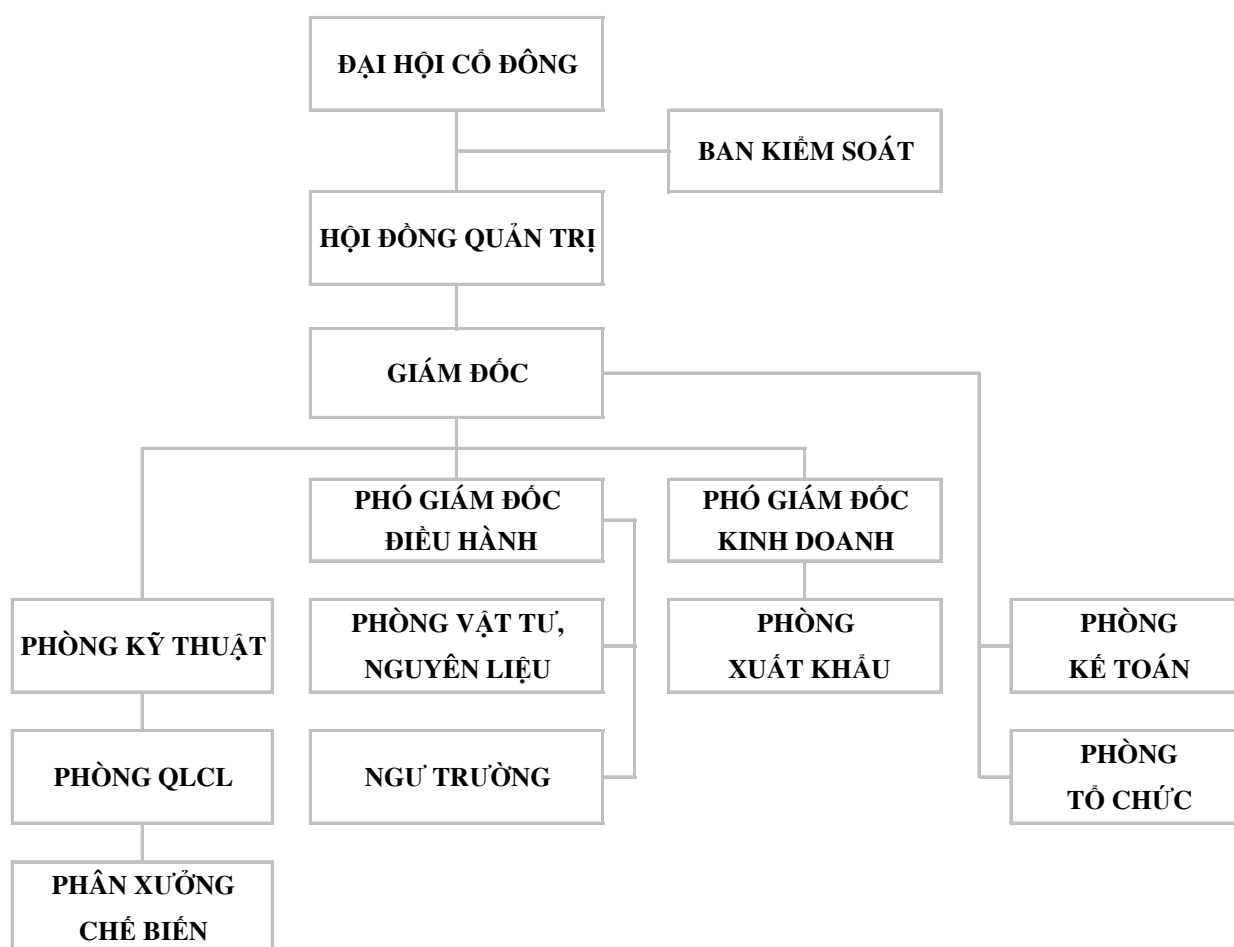 ĐẠI HỘI CỔ ĐÔNG
BAN KIỂM SOÁT
HỘI ĐỒNG QUẢN TRỊ
GIÁM ĐỐC
PHÓ GIÁM ĐỐC
ĐIỀU HÀNH
PHÓ GIÁM ĐỐC
KINH DOANH
PHÒNG KỸ THUẬT
PHÒNG VẬT TƯ,
NGUYÊN LIỆU
PHÒNG
XUẤT KHẨU
PHÒNG
KẾ TOÁN
PHÒNG QLCL
NGƯ TRƯỜNG
PHÒNG
TỔ CHỨC
PHÂN XƯỞNG
CHẾ BIẾN